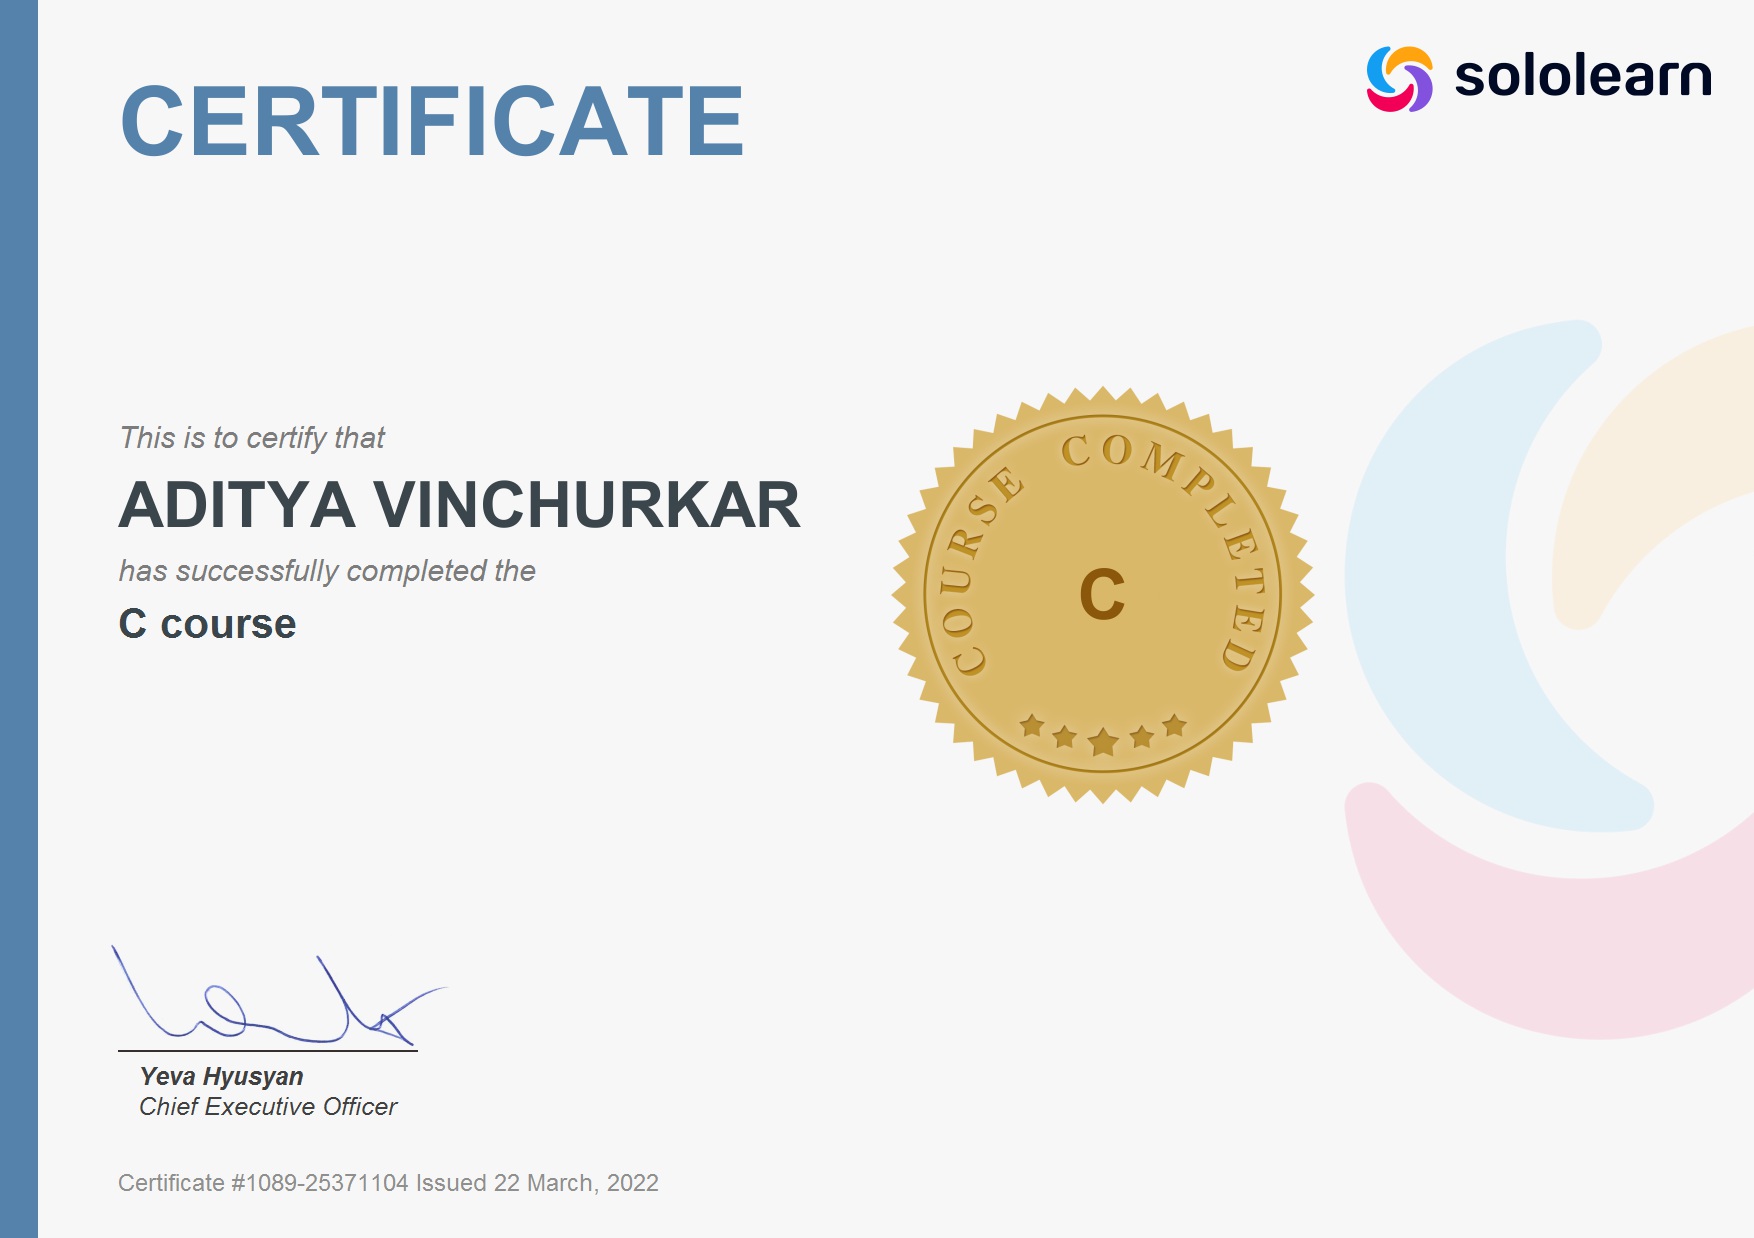 CERTIFICATE
sololearn
This is to certify that
ADITYA VINCHURKAR
has successfully completed the
C course
COURSE COMPLETED
C
Yeva Hyusyan
Chief Executive Officer
Certificate #1089-25371104 Issued 22 March, 2022